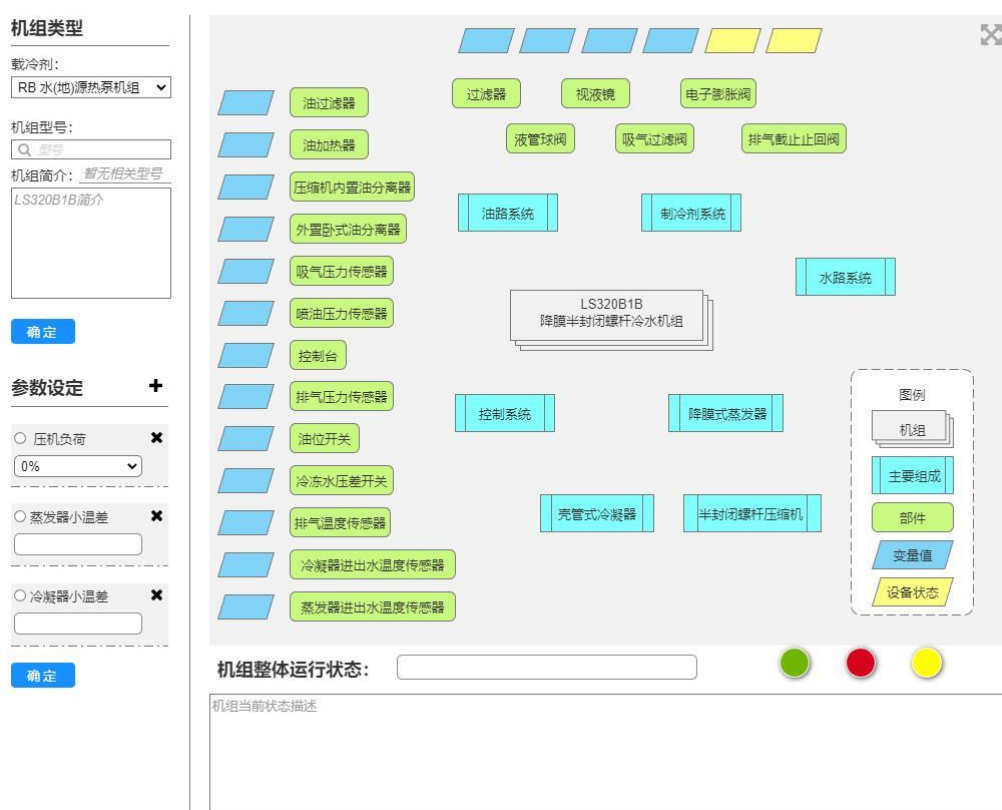 机组类型
载冷剂:
RB 水(地)源热泵机组
机组型号:
型号
机组简介: 暂无相关型号
LS320B1B简介
确定
参数设定
压机负荷
0%
蒸发器小温差
冷凝器小温差
确定
油过滤器
油加热器
压缩机内置油分离器
外置卧式油分离器
吸气压力传感器
喷油压力传感器
控制台
排气压力传感器
油位开关
冷冻水压差开关
排气温度传感器
冷凝器进出水温度传感器
蒸发器进出水温度传感器
过滤器
视液镜
电子膨胀阀
液管球阀
吸气过滤阀
排气截止止回阀
油路系统
制冷剂系统
水路系统
LS320B1B
降膜半封闭螺杆冷水机组
控制系统
降膜式蒸发器
壳管式冷凝器
半封闭螺杆压缩机
图例
机组
主要组成
部件
变量值
设备状态
机组整体运行状态:
机组当前状态描述